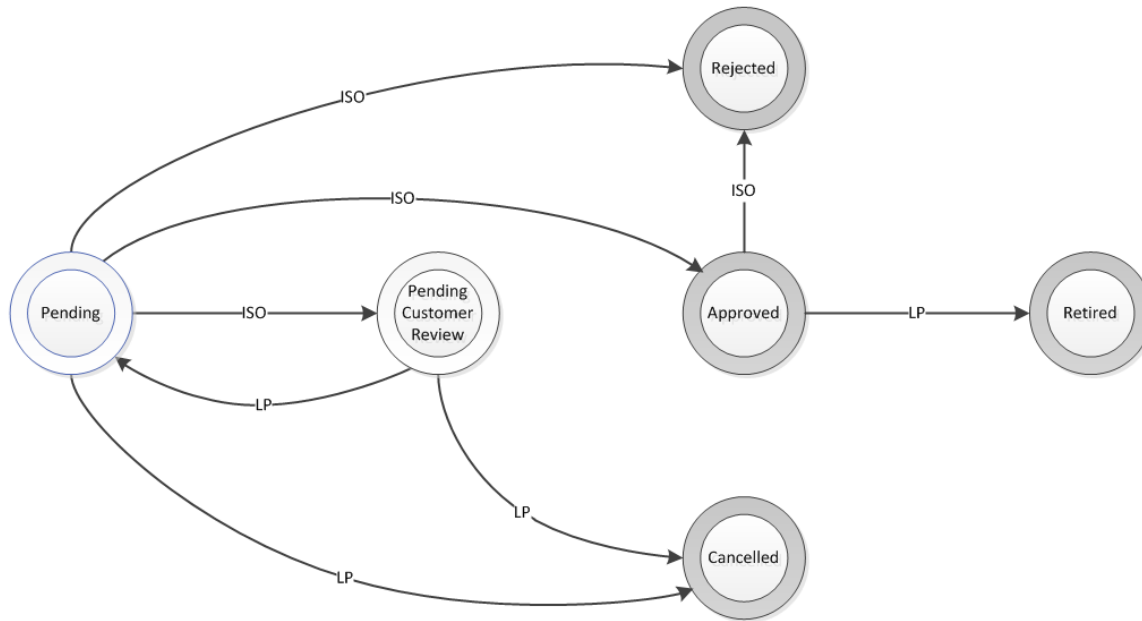 Rejected
ISO
ISO
ISO
Pending
ISO
Pending
Customer
Review
Approved
LP
Retired
LP
LP
Cancelled
LP